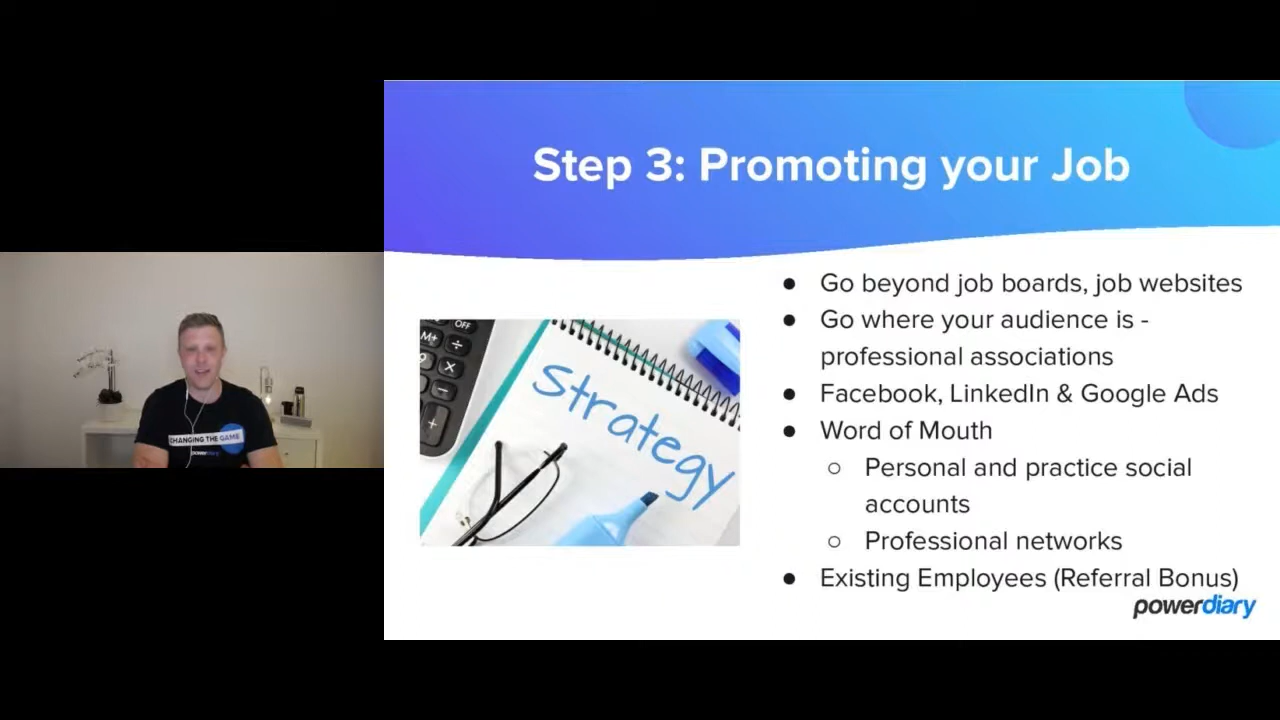 Step 3: Promoting your Job
● Go beyond job boards, job websites
● Go where your audience is -
professional associations
● Facebook, LinkedIn & Google Ads
● Word of Mouth
○ Personal and practice social
accounts
○ Professional networks
● Existing Employees (Referral Bonus)
powerdiary
OFF
M+ ÷
×
−
+
Strategy
CHANGING THE GAME
powerdiary